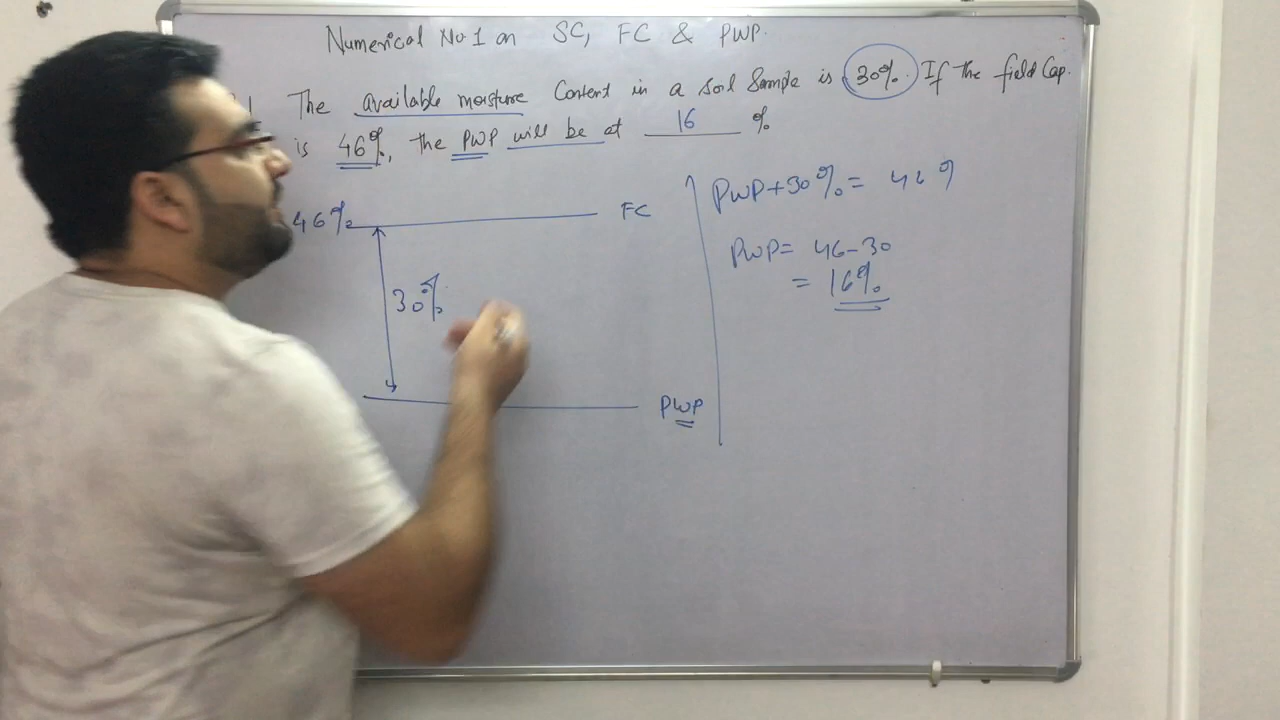 Numerical No 1 on SC, FC & PWP.
The available moisture Content in a soil Sample is 30%. If the field Cap.
is 46%, the PWP will be at 16 %
46% FC
30%
PWP
PWP+30%= 46%
PWP= 46-30
= 16%